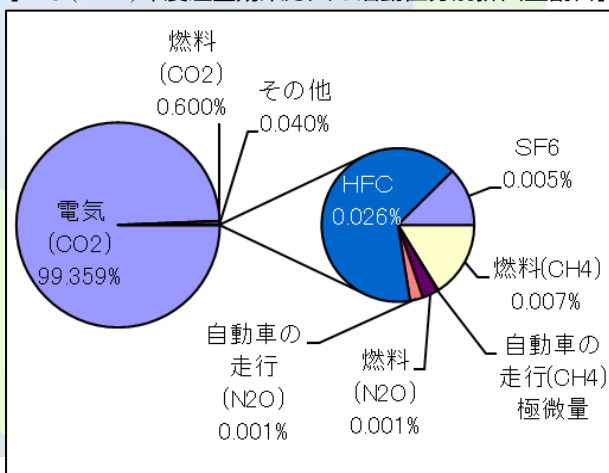 燃料
(CO2)
0.600%
その他
0.040%
電気
(CO2)
99.359%
HFC
0.026%
SF6
0.005%
燃料(CH4)
0.007%
自動車の
走行(CH4)
極微量
燃料
(N2O)
0.001%
自動車の
走行
(N2O)
0.001%